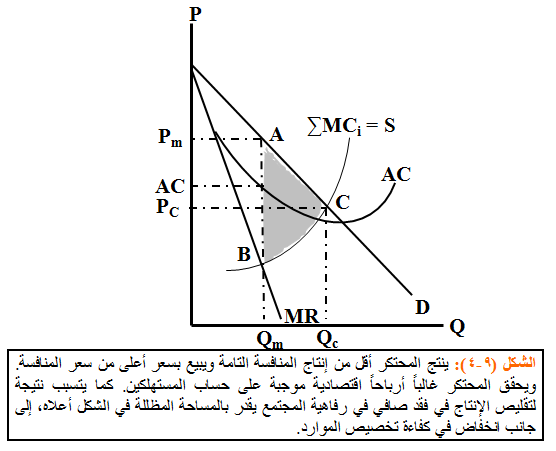 P
A
∑MCi = S
Pm
AC
AC
PC
C
B
MR
D
Q
Qm
Qc
الشكل (٩-٤): ينتج المحتكر أقل من إنتاج المنافسة التامة ويبيع بسعر أعلى من سعر المنافسة.
ويحقق المحتكر غالباً أرباحاً اقتصادية موجبة على حساب المستهلكين. كما يتسبب نتيجة
لتقليص الإنتاج في فقد صافي في رفاهية المجتمع يقدر بالمساحة المظللة في الشكل أعلاه، إلى
جانب انخفاض في كفاءة تخصيص الموارد.